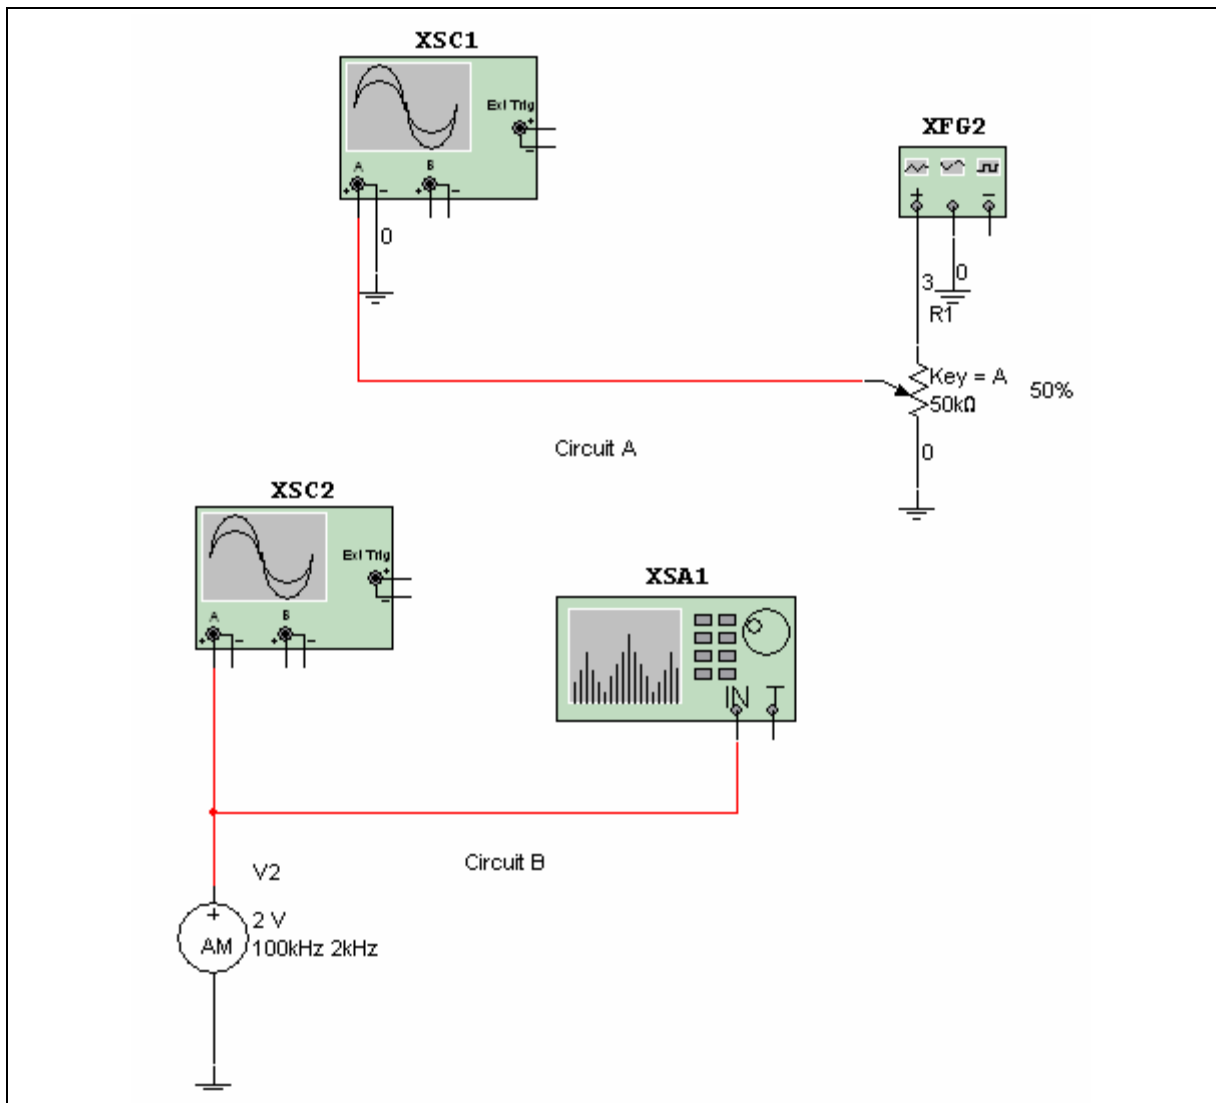 XSC1
Ext Trig
+
-
A
B
+ - + -
0
XFG2
+ -
3
0
R1
Key = A
50kΩ
50%
0
Circuit A
XSC2
Ext Trig
+
-
A
B
+ - + -
XSA1
IN T
Circuit B
V2
+
AM
2 V
100kHz 2kHz